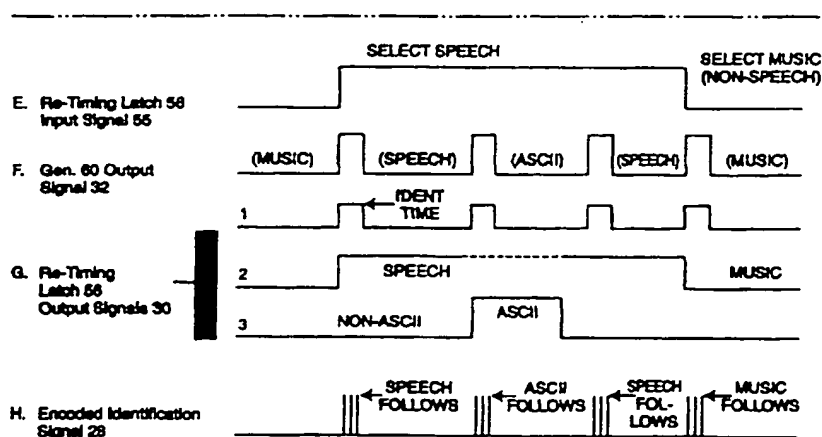 SELECT SPEECH
SELECT MUSIC
(NON-SPEECH)
E. Re-Timing Latch 56
Input Signal 55
(MUSIC) (SPEECH) (ASCII) (SPEECH) (MUSIC)
F. Gen. 60 Output
Signal 32
1 IDENT
TIME
G. Re-Timing
Latch 56
Output Signals 30
2 SPEECH MUSIC
3 NON-ASCII ASCII
H. Encoded Identification
Signal 28
SPEECH
FOLLOWS
ASCII
FOLLOWS
SPEECH
FOL-
LOWS
MUSIC
FOLLOWS